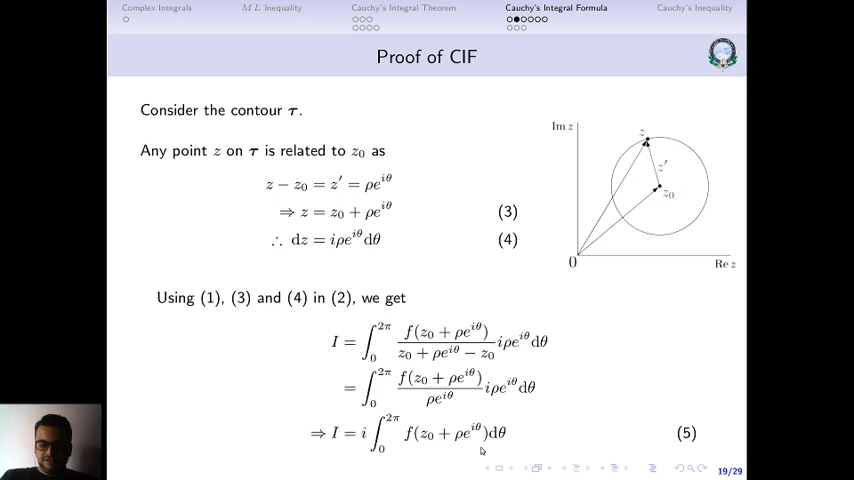 Complex Integrals ML Inequality Cauchy's Integral Theorem Cauchy's Integral Formula Cauchy's Inequality
Proof of CIF
Consider the contour τ.
Any point z on τ is related to z₀ as
z − z₀ = z′ = ρe^{iθ}
⇒ z = z₀ + ρe^{iθ} (3)
∴ dz = iρe^{iθ}dθ (4)
Im z
z
z′
z₀
0
Re z
Using (1), (3) and (4) in (2), we get
I = ∫₀^{2π} f(z₀ + ρe^{iθ}) / (z₀ + ρe^{iθ} − z₀) iρe^{iθ}dθ
= ∫₀^{2π} f(z₀ + ρe^{iθ}) / ρe^{iθ} iρe^{iθ}dθ
⇒ I = i ∫₀^{2π} f(z₀ + ρe^{iθ})dθ (5)
19/29